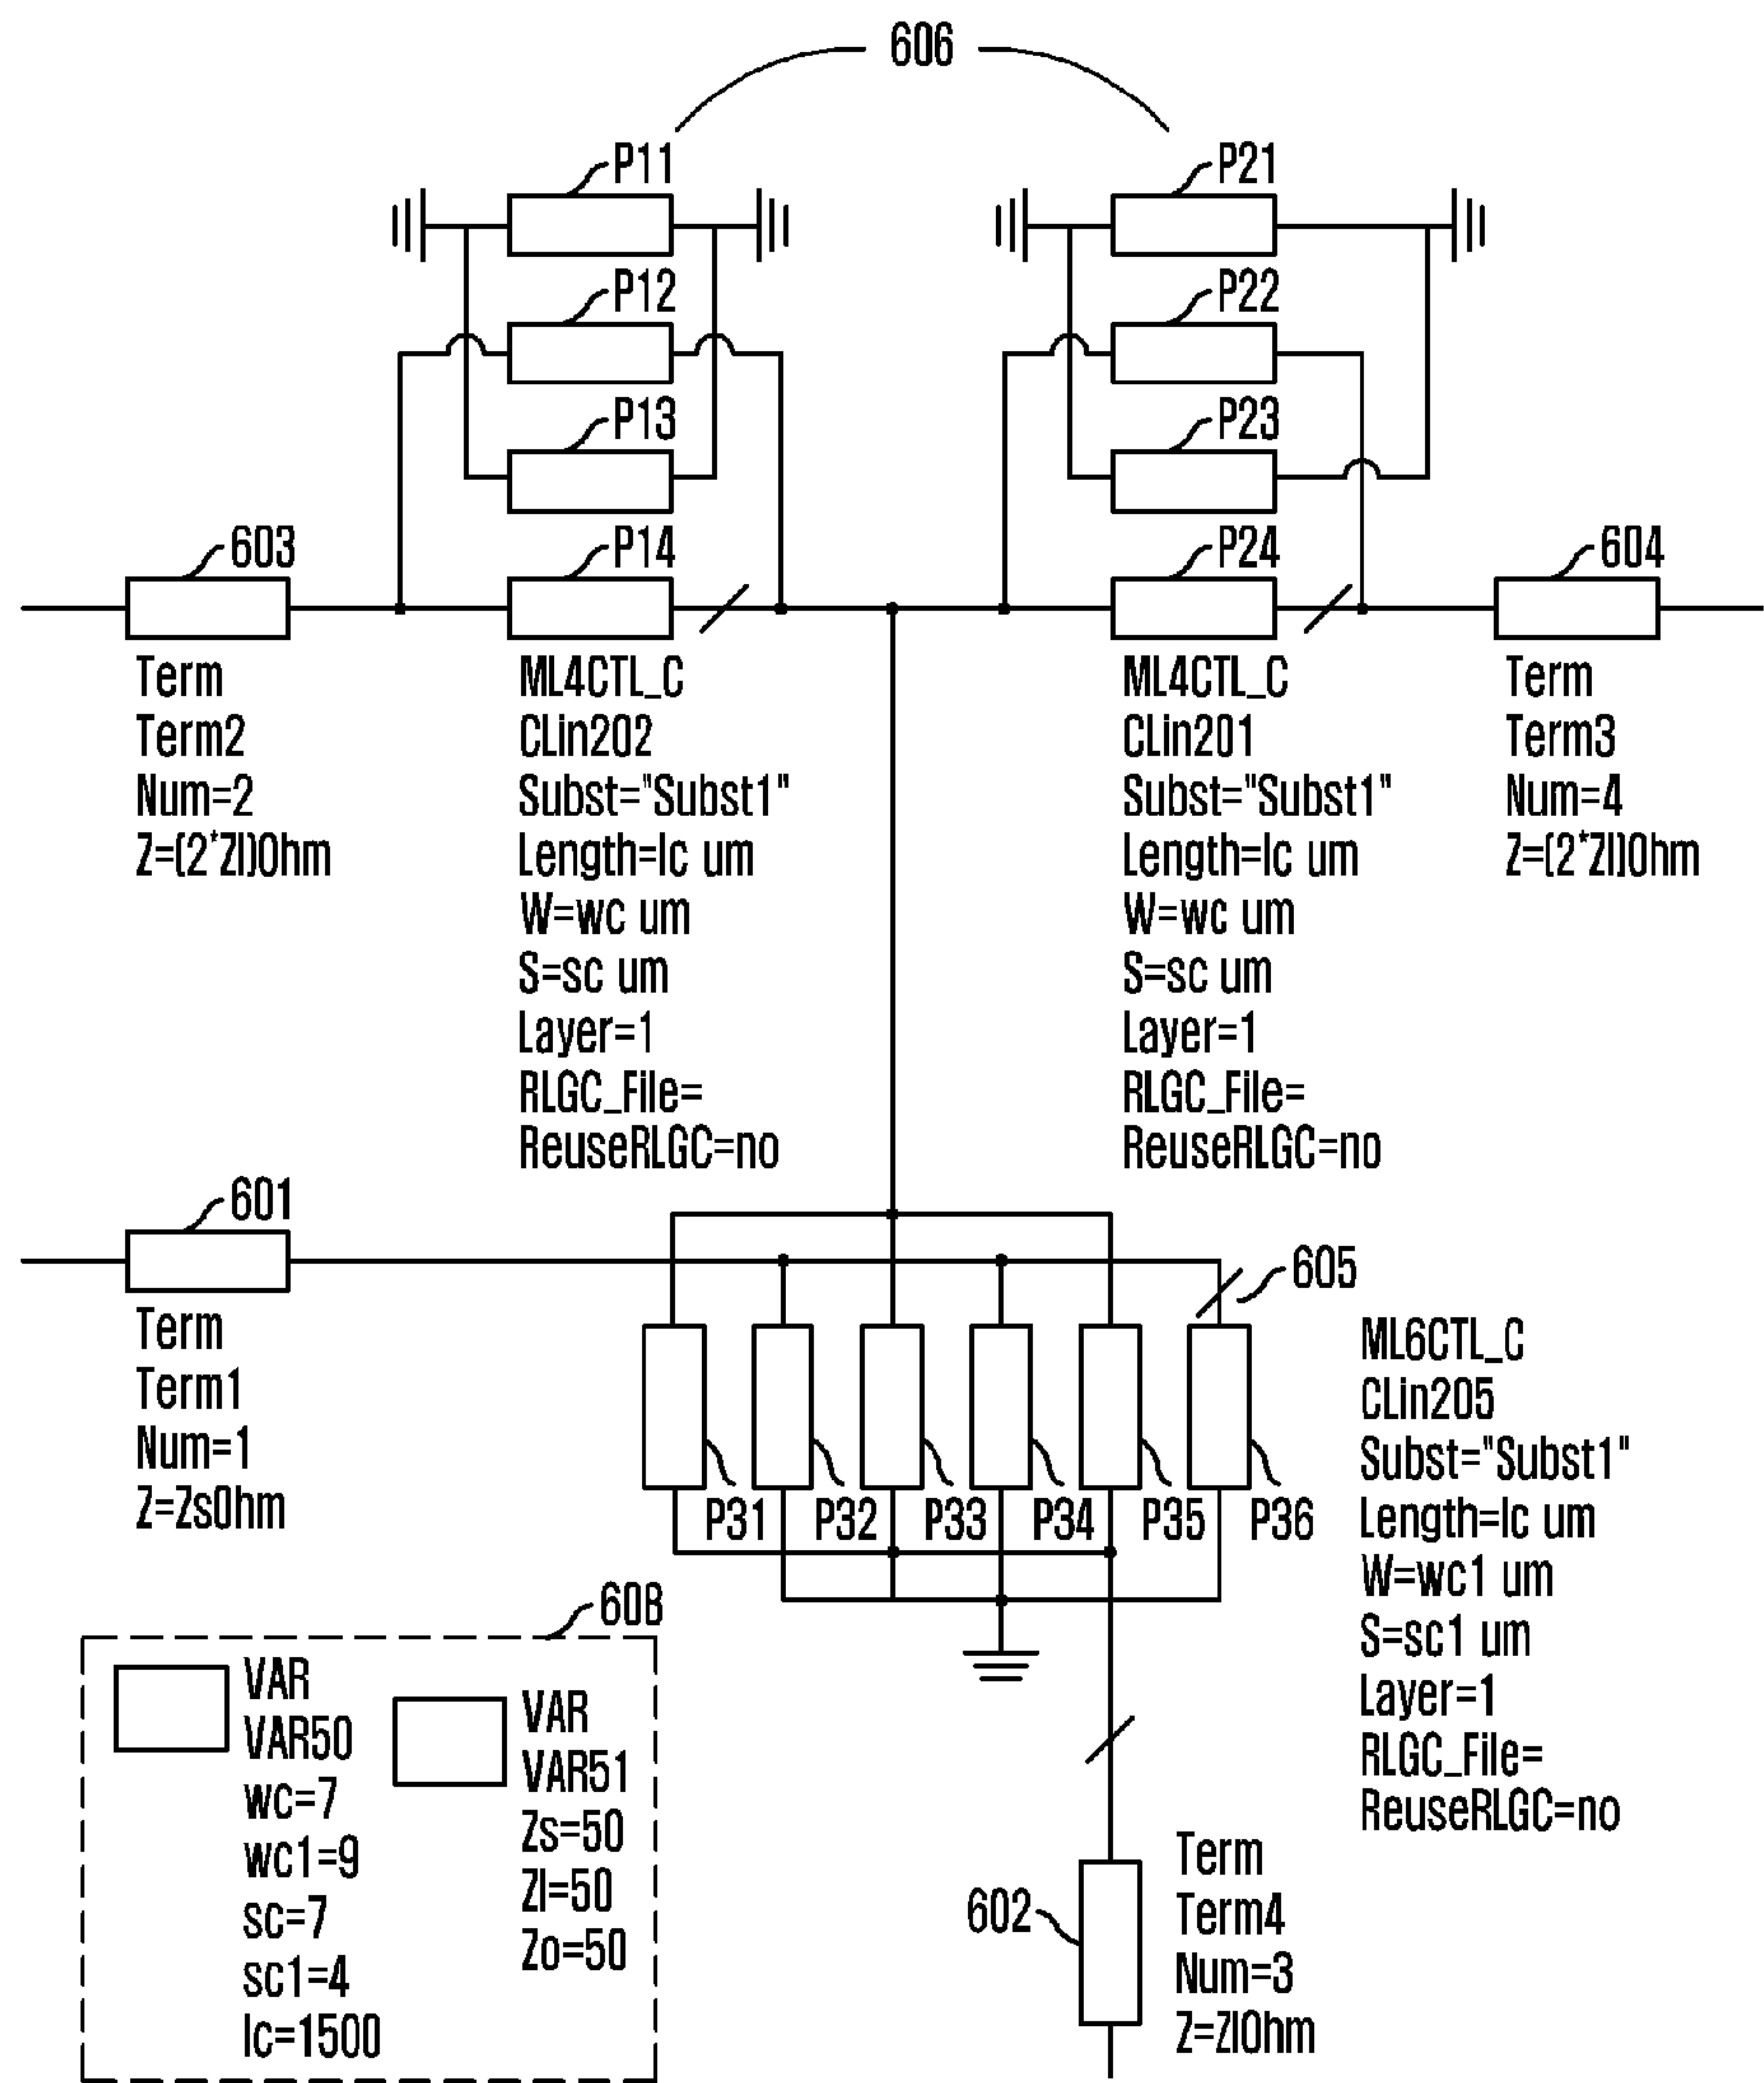 606
P11
P21
P12
P22
P13
P23
603
P14
P24
604
Term
Term2
Num=2
Z=(2*Zl)Ohm
ML4CTL_C
CLin202
Subst="Subst1"
Length=lc um
W=wc um
S=sc um
Layer=1
RLGC_File=
ReuseRLGC=no
ML4CTL_C
CLin201
Subst="Subst1"
Length=lc um
W=wc um
S=sc um
Layer=1
RLGC_File=
ReuseRLGC=no
Term
Term3
Num=4
Z=(2*Zl)Ohm
601
Term
Term1
Num=1
Z=ZsOhm
605
P31
P32
P33
P34
P35
P36
ML6CTL_C
CLin205
Subst="Subst1"
Length=lc um
W=wc1 um
S=sc1 um
Layer=1
RLGC_File=
ReuseRLGC=no
608
VAR
VAR50
wc=7
wc1=9
sc=7
sc1=4
lc=1500
VAR
VAR51
Zs=50
Zl=50
Zo=50
602
Term
Term4
Num=3
Z=ZlOhm